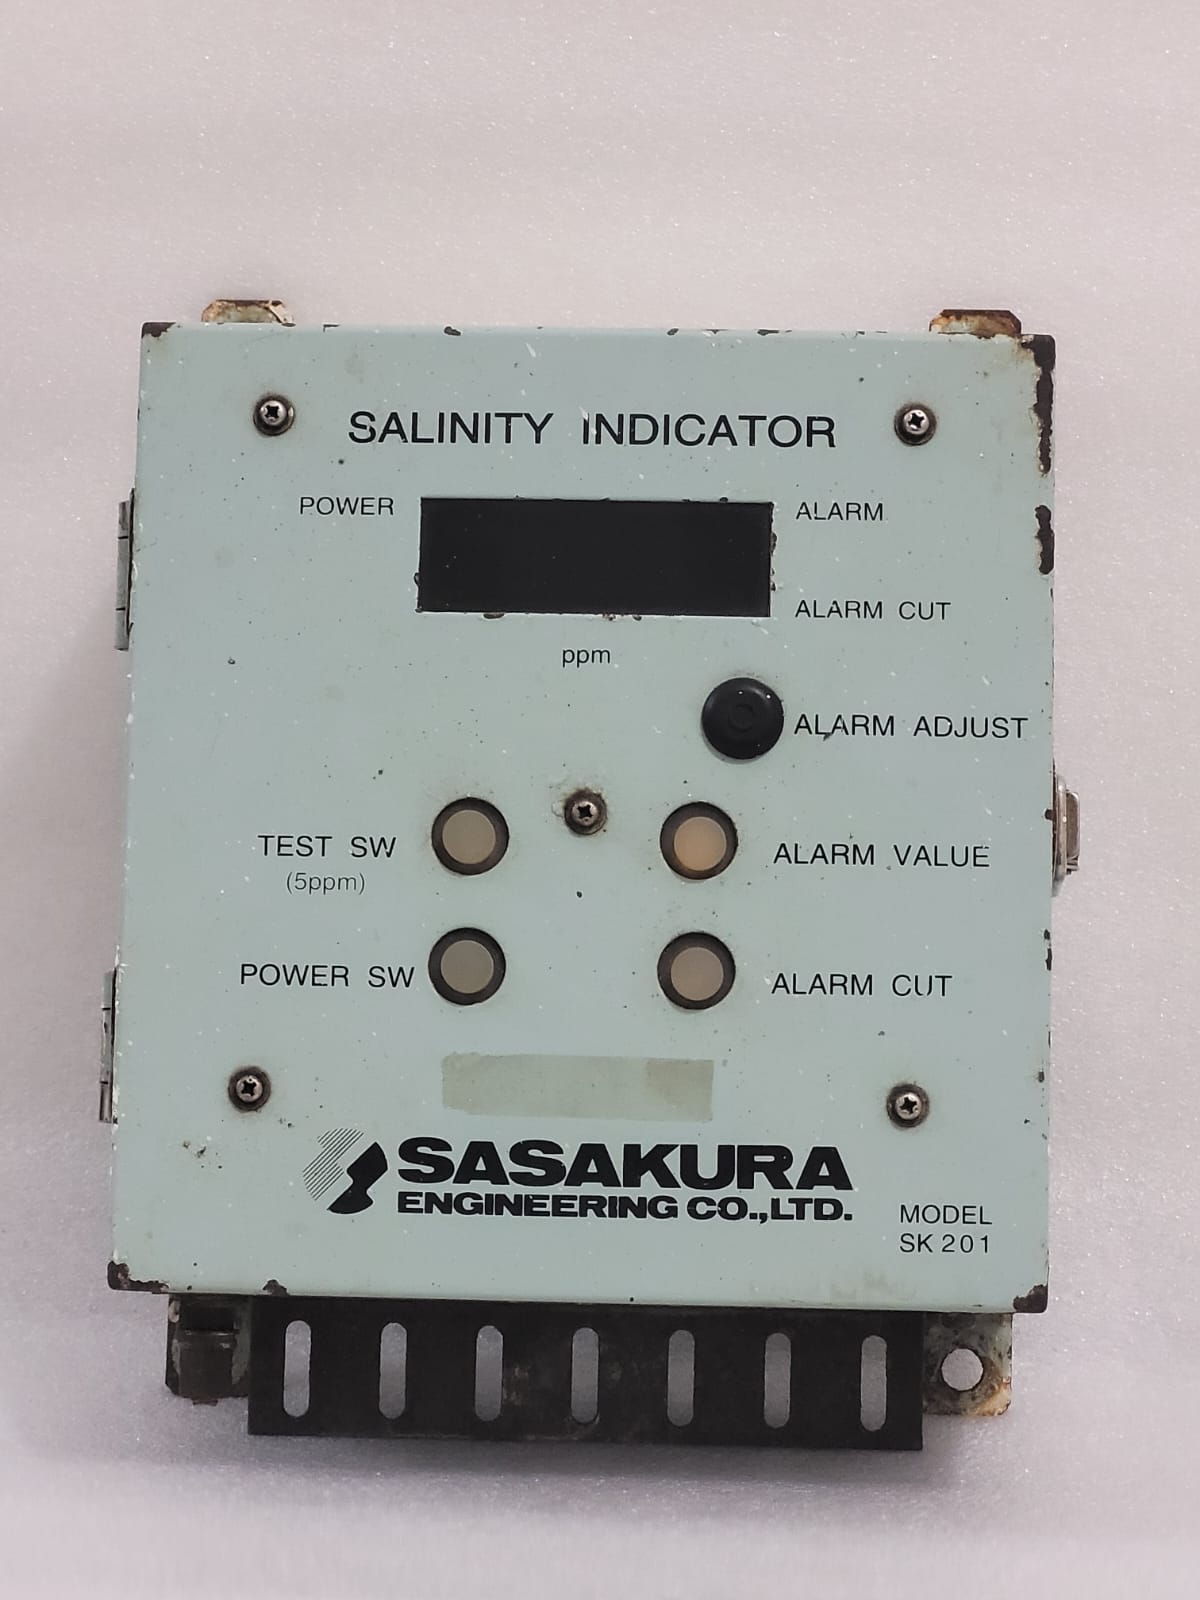 SALINITY INDICATOR
POWER
ALARM
ALARM CUT
ppm
ALARM ADJUST
TEST SW
(5ppm)
ALARM VALUE
POWER SW
ALARM CUT
SASAKURA
ENGINEERING CO.,LTD.
MODEL
SK 201